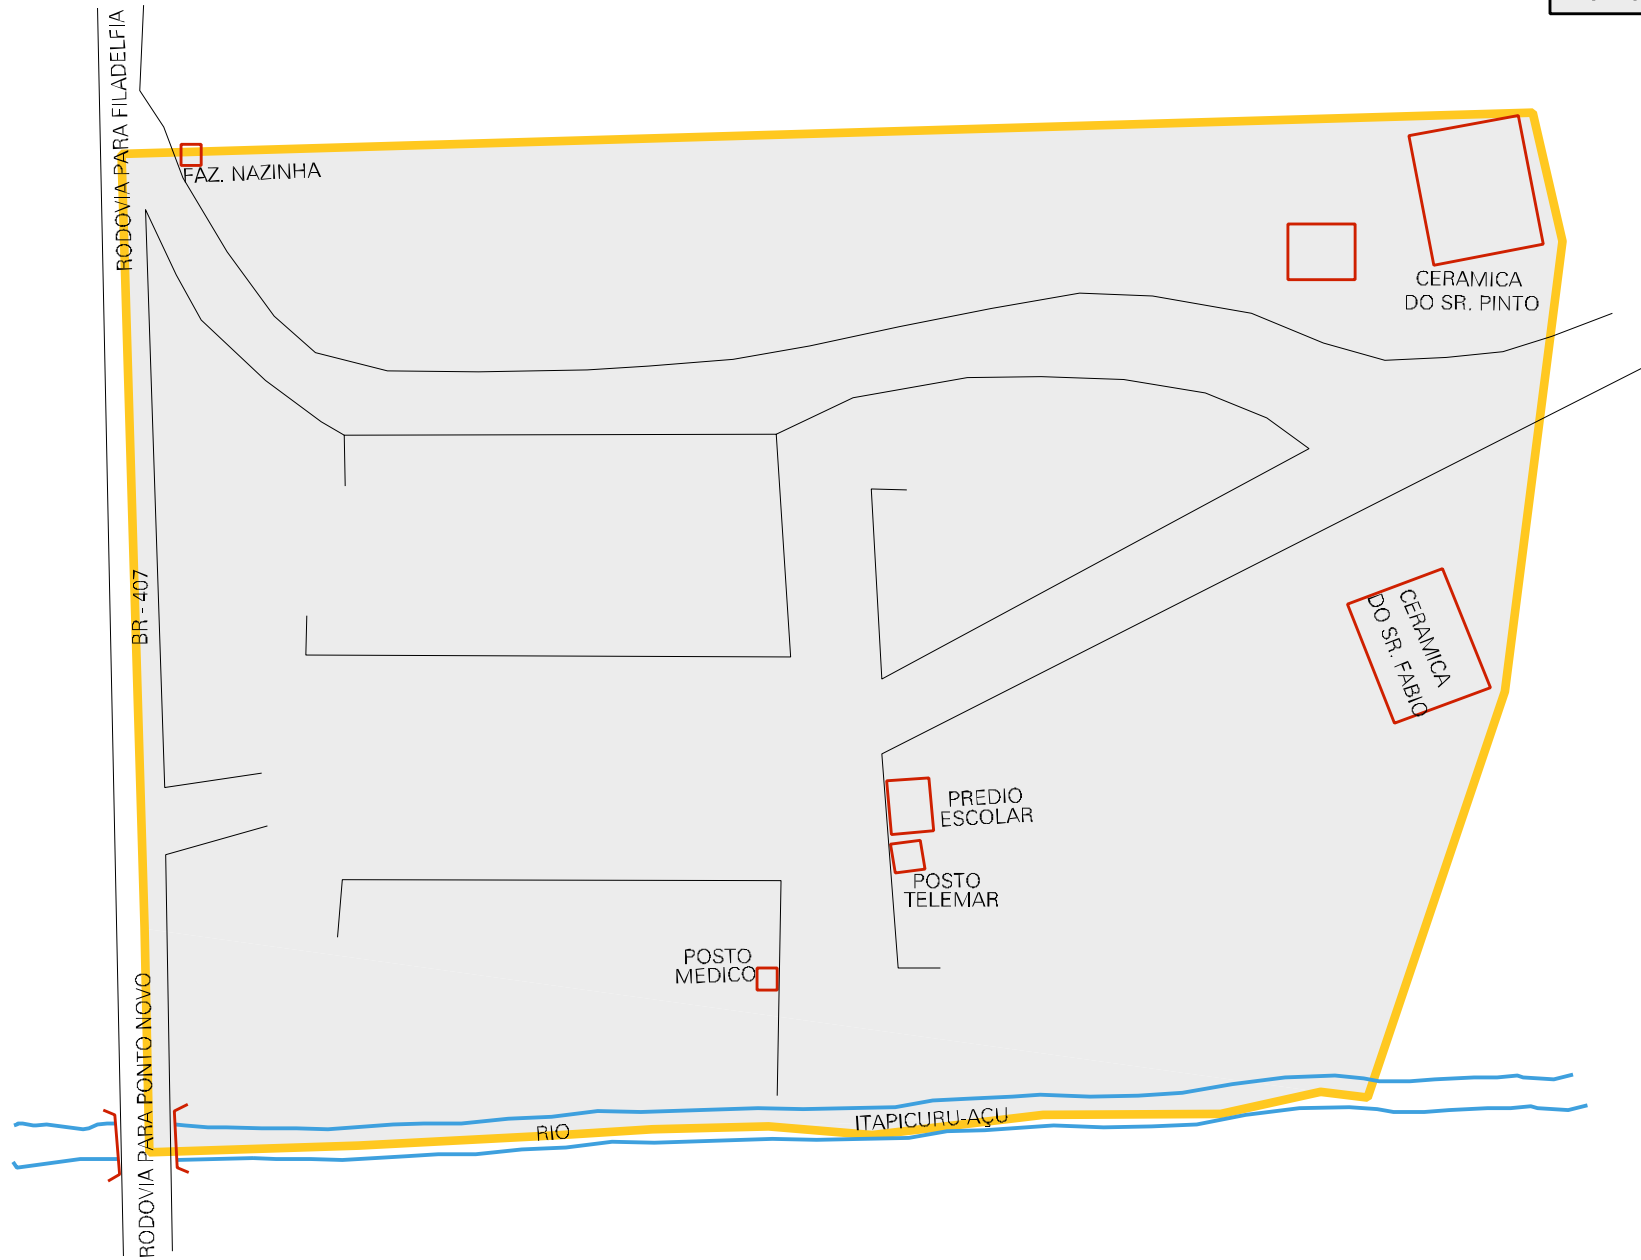 RODOVIA PARA FILADELFIA
FAZ. NAZINHA
CERAMICA
DO SR. PINTO
BR - 407
CERAMICA
DO SR. FABIO
PREDIO
ESCOLAR
POSTO
TELEMAR
POSTO
MEDICO
RODOVIA PARA PONTO NOVO
RIO
ITAPICURU-AÇU